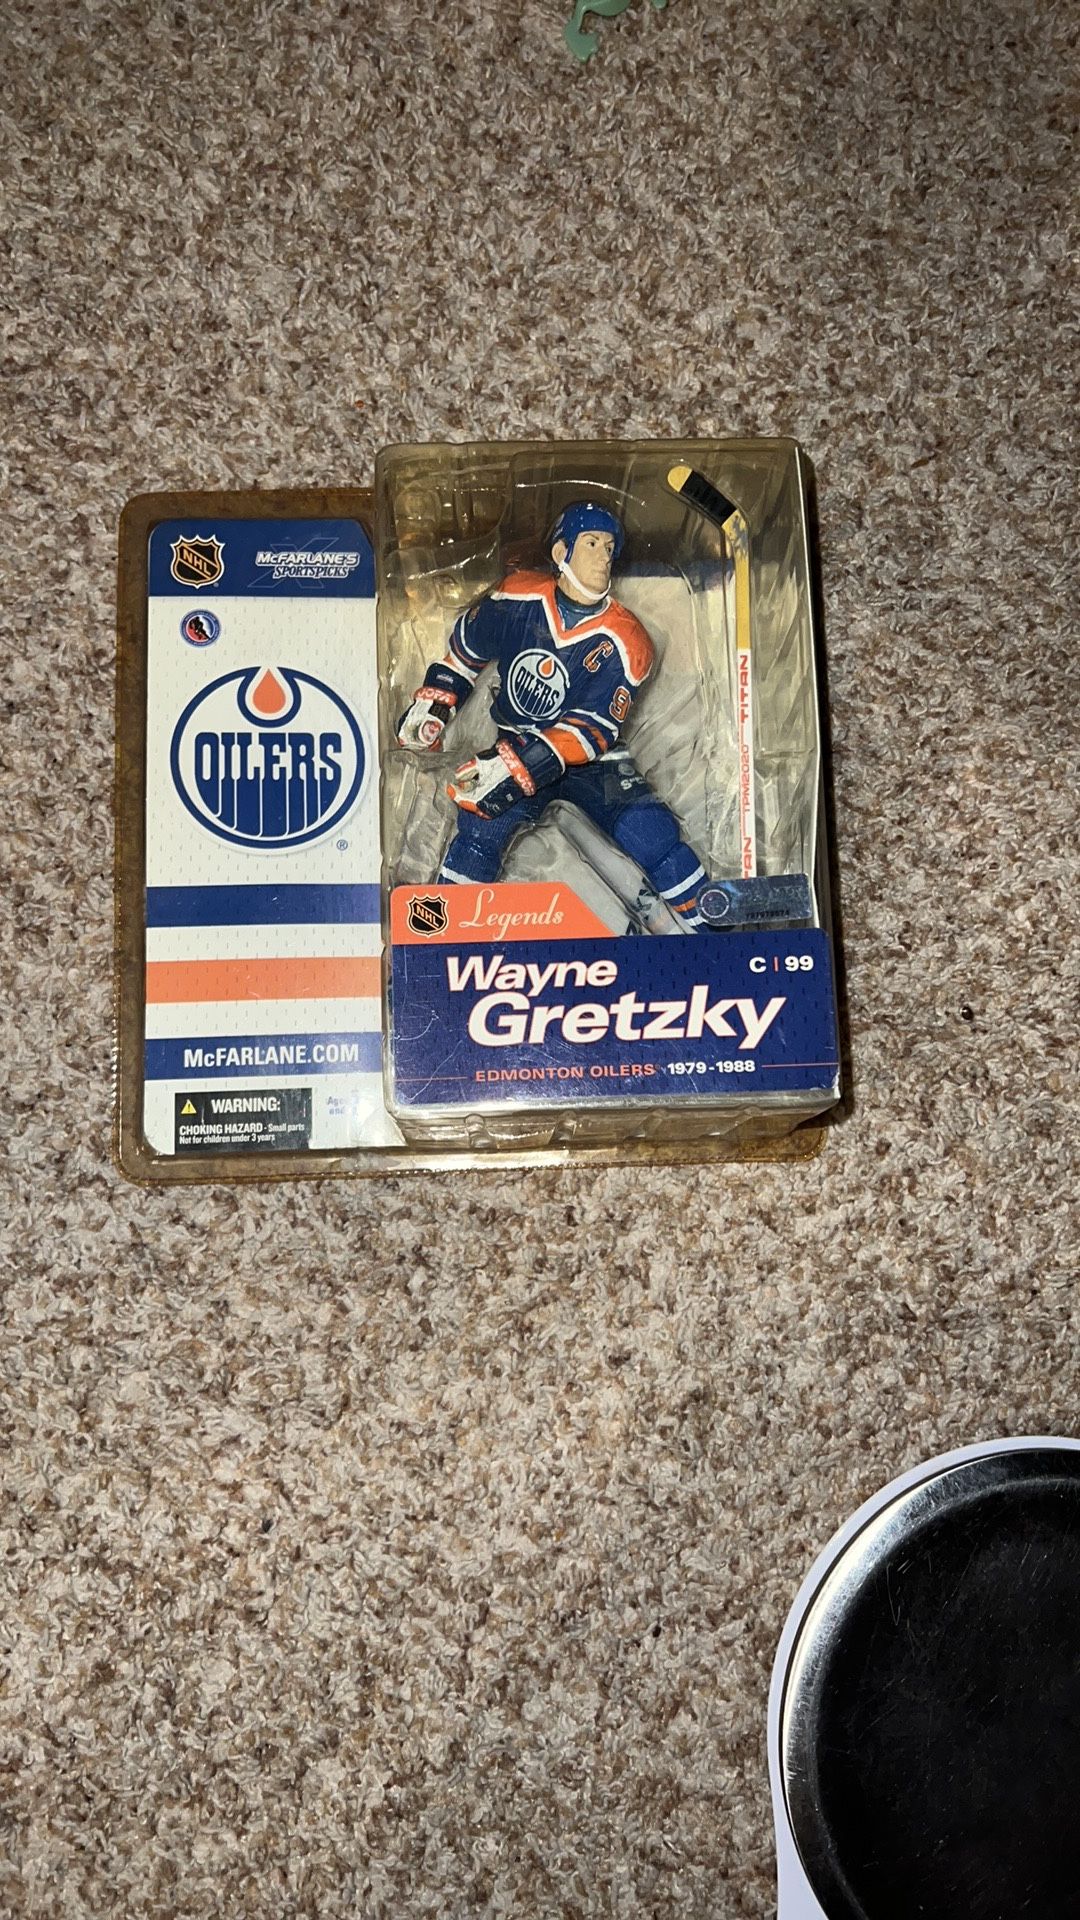 NHL
McFARLANE'S
SPORTSPICKS
OILERS
®
McFARLANE.COM
WARNING:
CHOKING HAZARD - Small parts
Not for children under 3 years
OILERS
C
9
JOFA
TITAN
TPM2020
NHL
Legends
Wayne
Gretzky
C | 99
EDMONTON OILERS 1979-1988